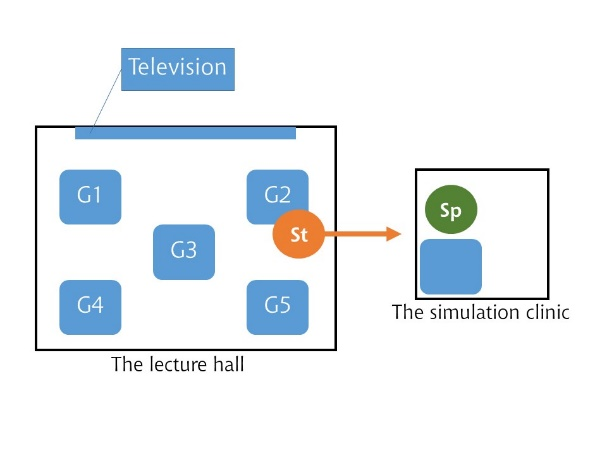 Television
G1
G2
St
G3
G4
G5
Sp
The simulation clinic
The lecture hall